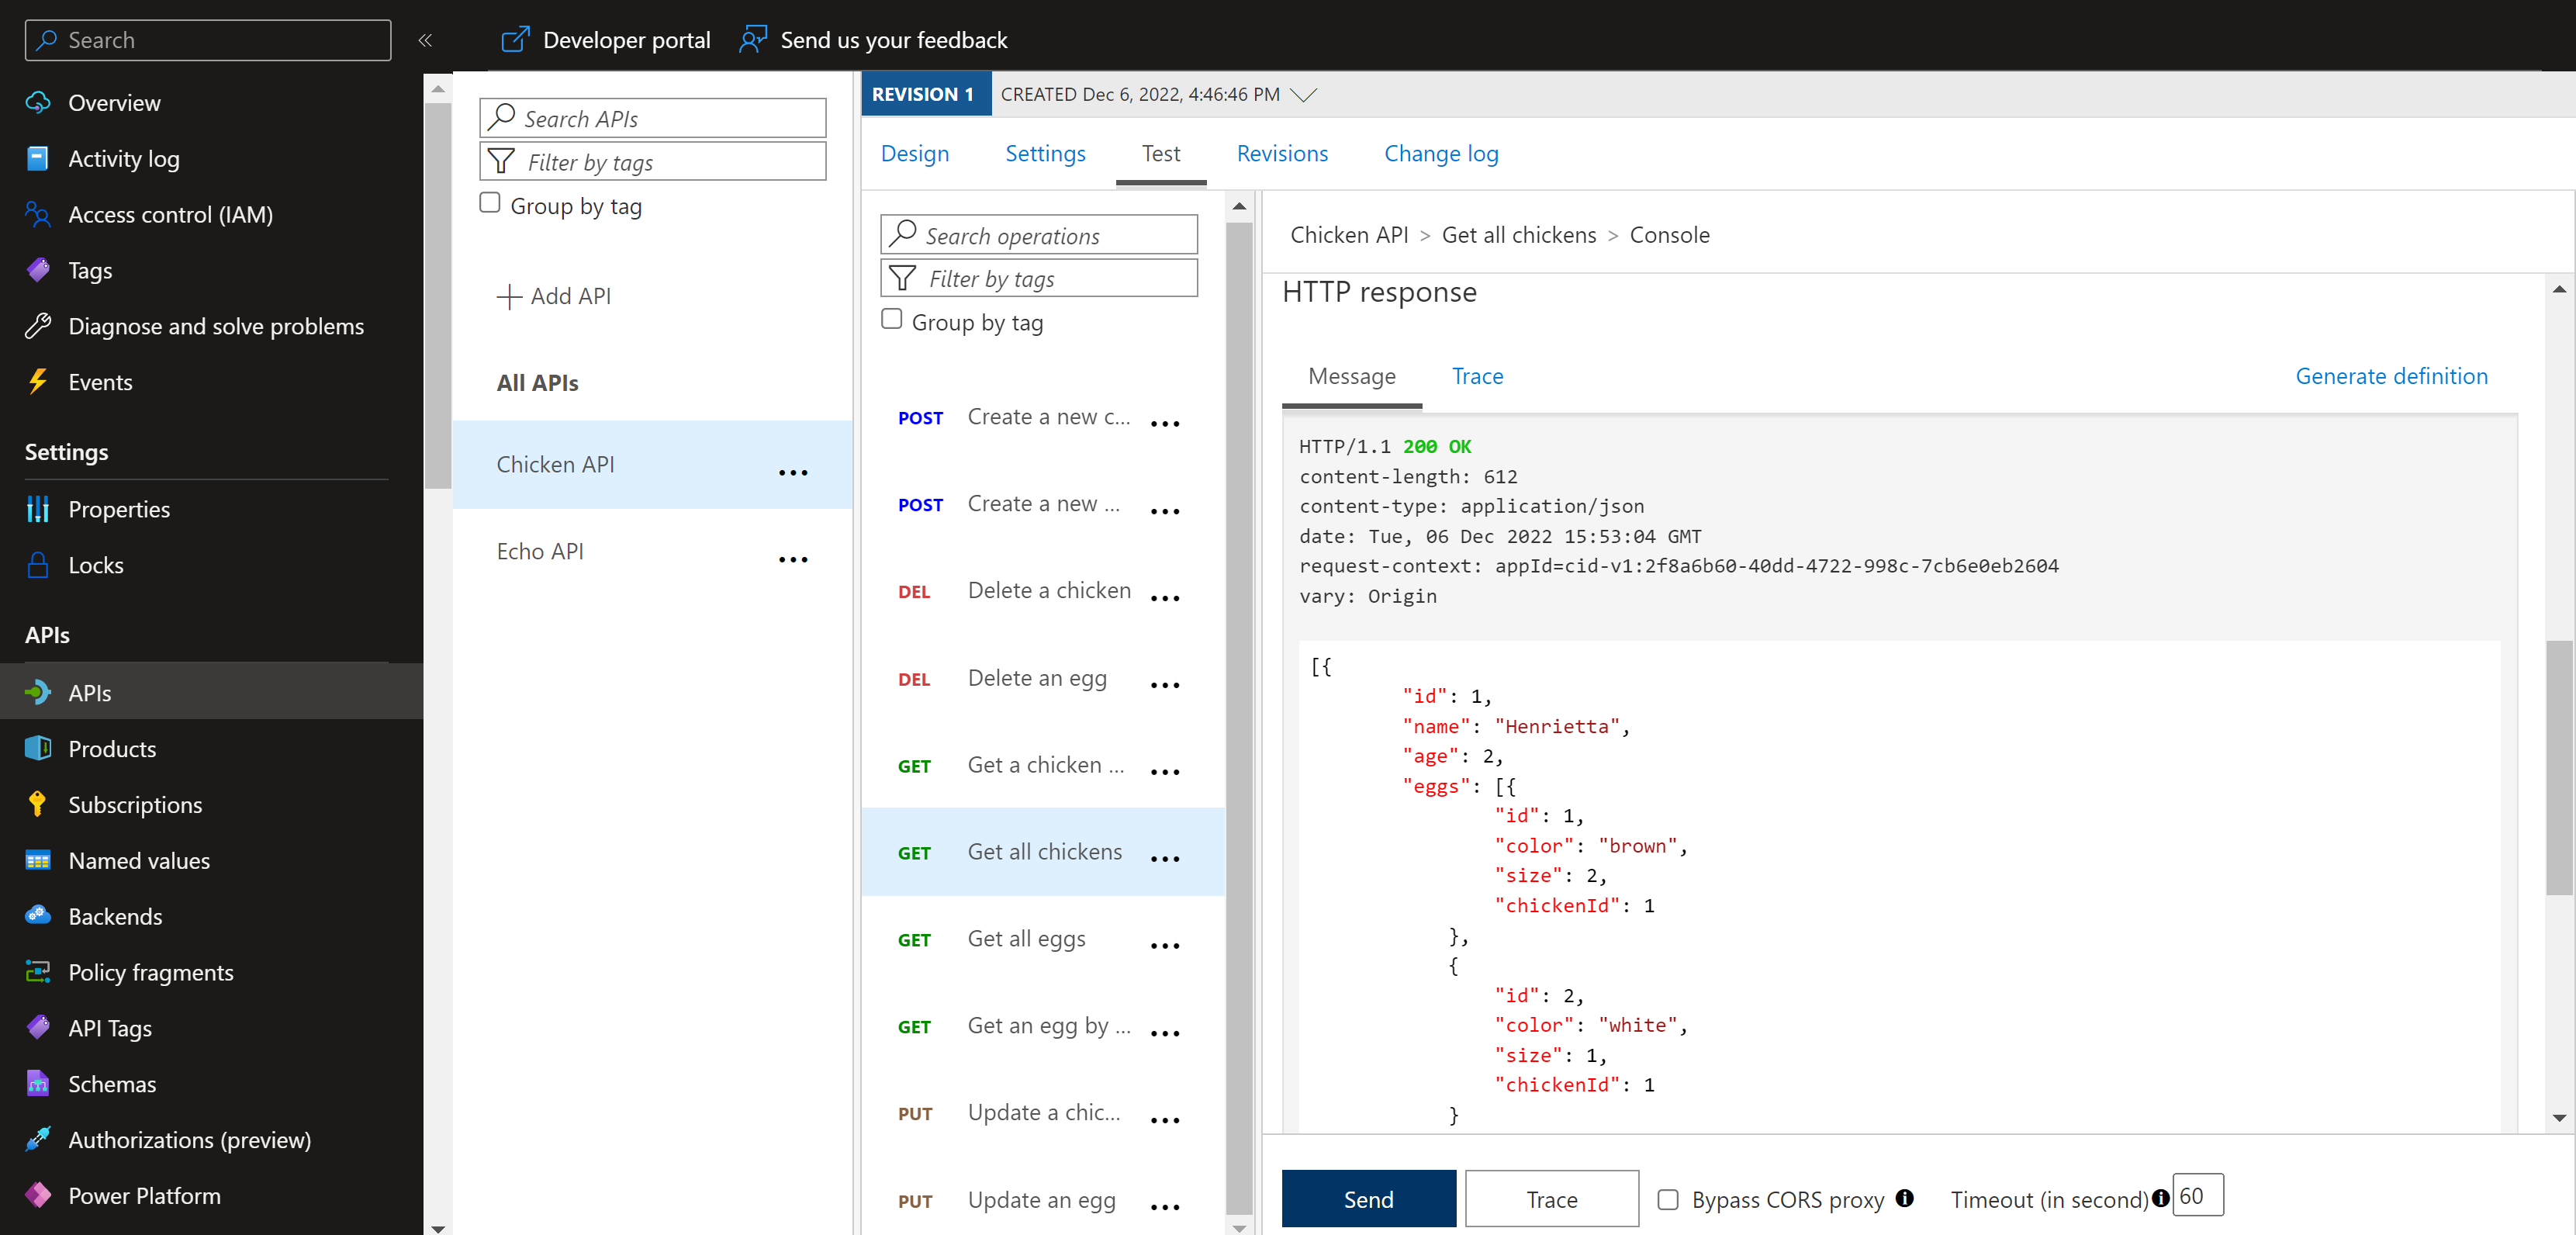 Search
«
Developer portal
Send us your feedback
Overview
Activity log
Access control (IAM)
Tags
Diagnose and solve problems
Events
Settings
Properties
Locks
APIs
APIs
Products
Subscriptions
Named values
Backends
Policy fragments
API Tags
Schemas
Authorizations (preview)
Power Platform
Search APIs
Filter by tags
Group by tag
Add API
All APIs
Chicken API ...
Echo API ...
REVISION 1 CREATED Dec 6, 2022, 4:46:46 PM
Design Settings Test Revisions Change log
Search operations
Filter by tags
Group by tag
POST Create a new c... ...
POST Create a new ... ...
DEL Delete a chicken ...
DEL Delete an egg ...
GET Get a chicken ... ...
GET Get all chickens ...
GET Get all eggs ...
GET Get an egg by ... ...
PUT Update a chic... ...
PUT Update an egg ...
Chicken API > Get all chickens > Console
HTTP response
Message Trace Generate definition
HTTP/1.1 200 OK
content-length: 612
content-type: application/json
date: Tue, 06 Dec 2022 15:53:04 GMT
request-context: appId=cid-v1:2f8a6b60-40dd-4722-998c-7cb6e0eb2604
vary: Origin
[{
"id": 1,
"name": "Henrietta",
"age": 2,
"eggs": [{
"id": 1,
"color": "brown",
"size": 2,
"chickenId": 1
},
{
"id": 2,
"color": "white",
"size": 1,
"chickenId": 1
}
Send Trace Bypass CORS proxy Timeout (in second) 60